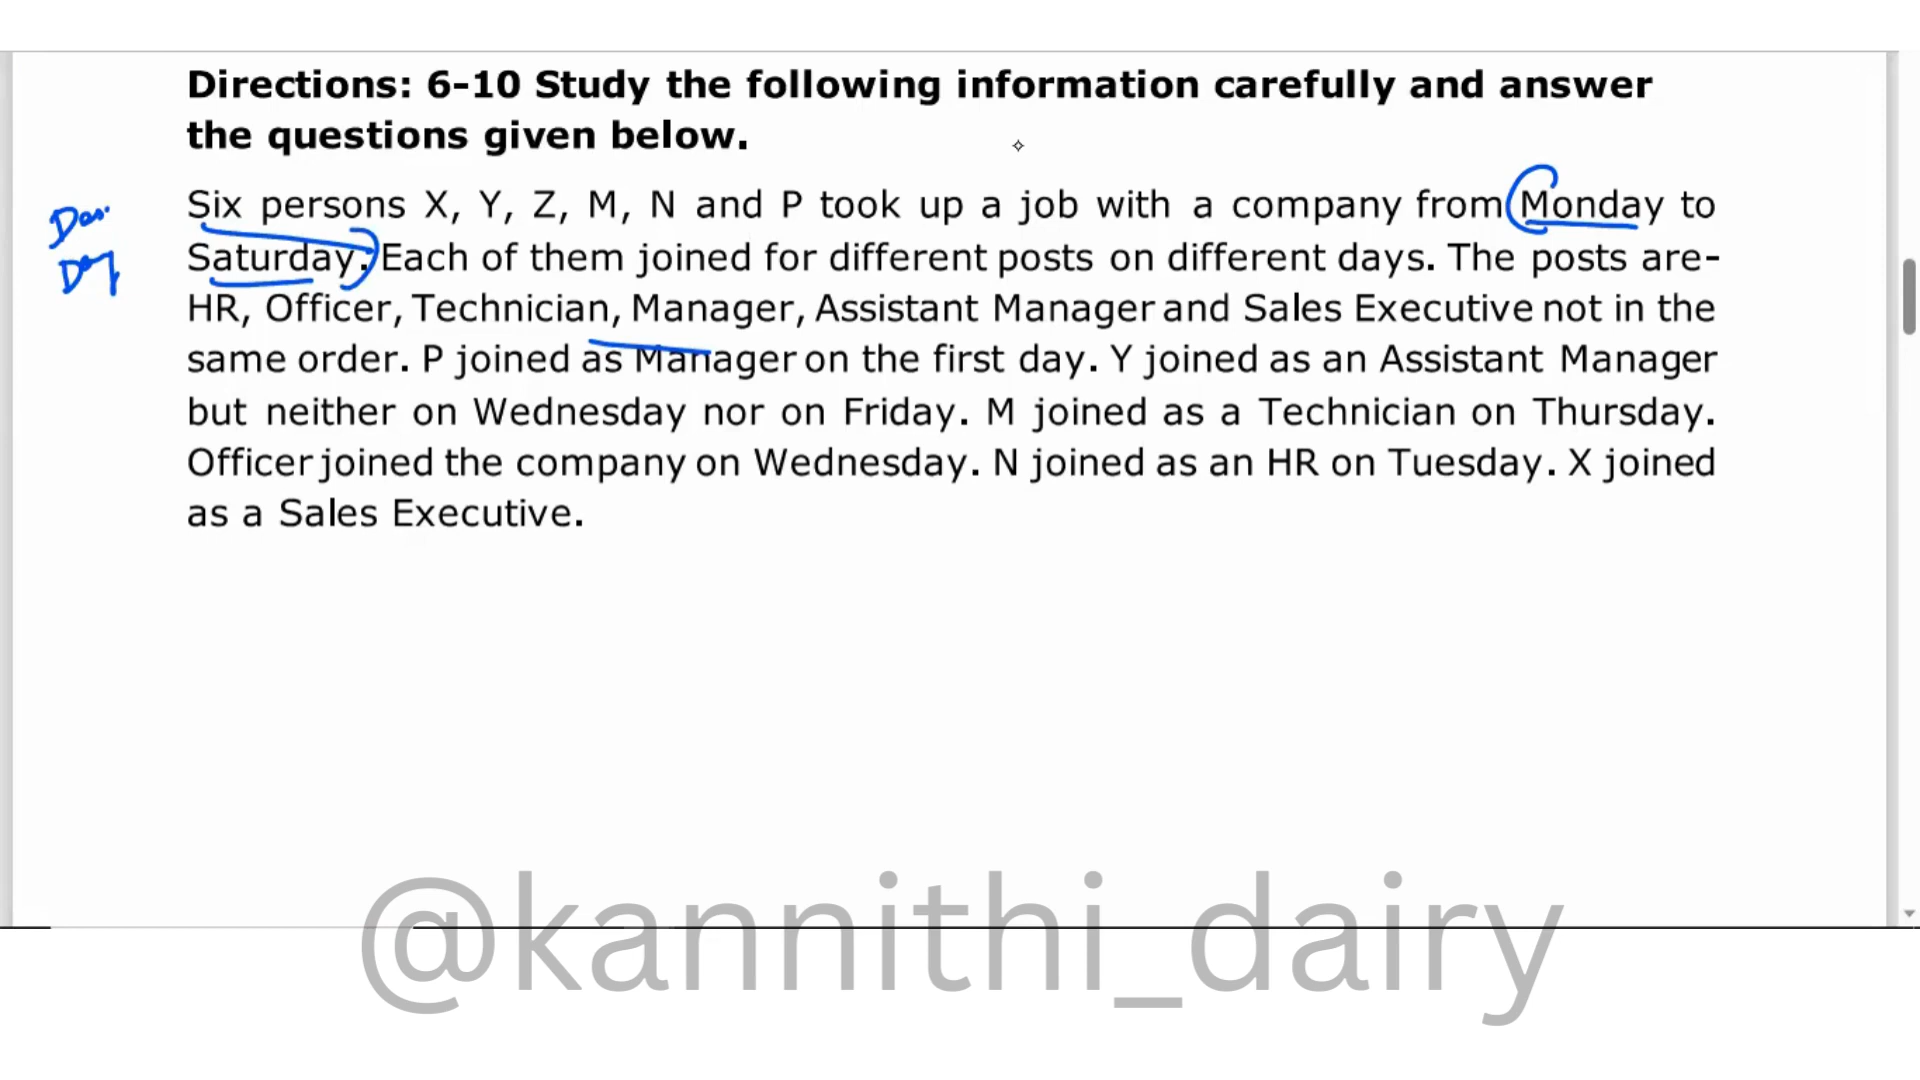 Directions: 6-10 Study the following information carefully and answer
the questions given below.
Six persons X, Y, Z, M, N and P took up a job with a company from Monday to
Saturday. Each of them joined for different posts on different days. The posts are-
HR, Officer, Technician, Manager, Assistant Manager and Sales Executive not in the
same order. P joined as Manager on the first day. Y joined as an Assistant Manager
but neither on Wednesday nor on Friday. M joined as a Technician on Thursday.
Officer joined the company on Wednesday. N joined as an HR on Tuesday. X joined
as a Sales Executive.
Day
@kannithi_dairy